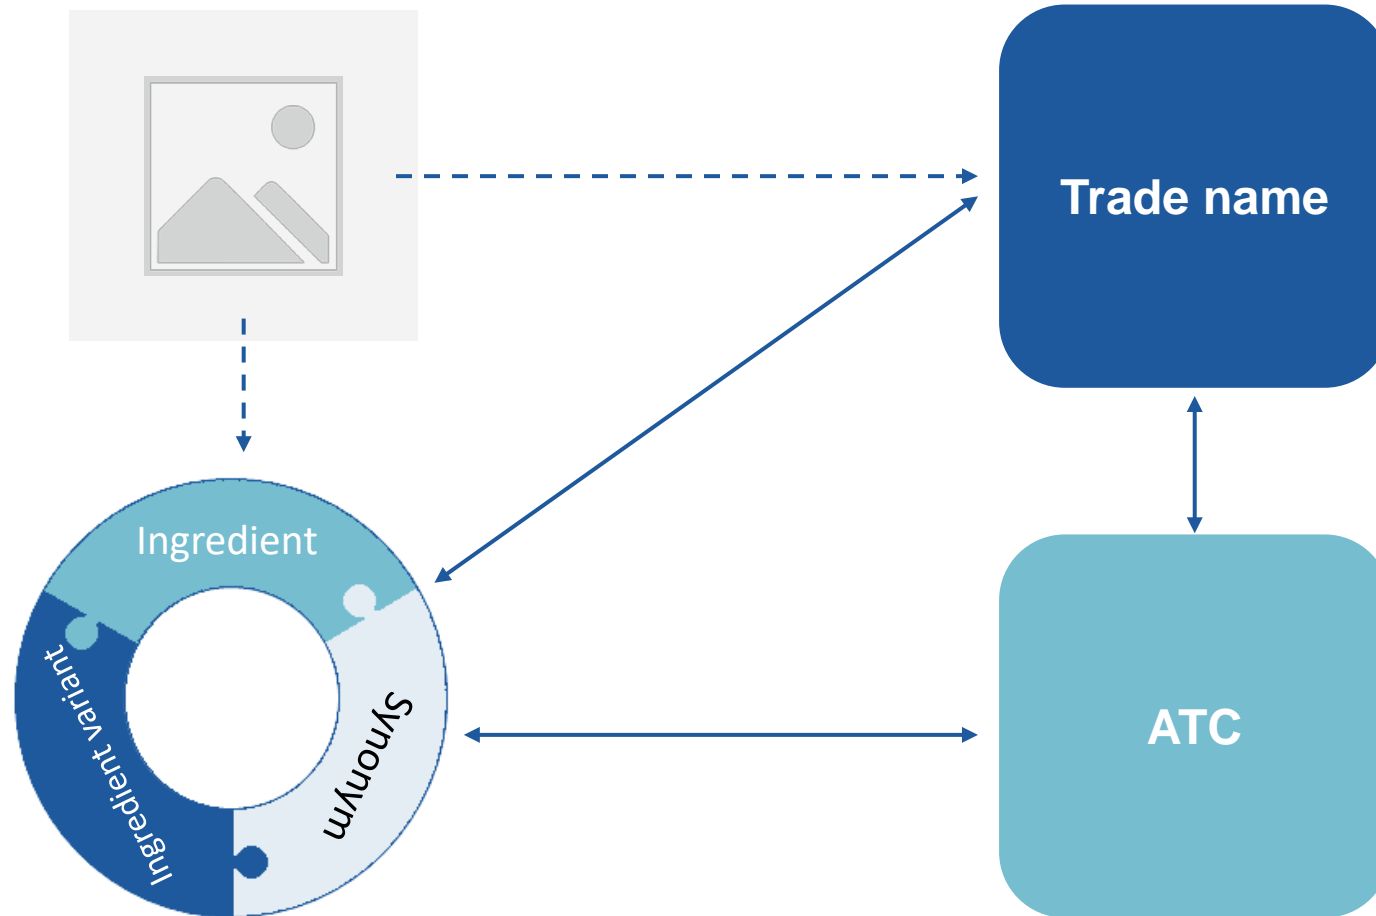 Trade name
Ingredient
Ingredient variant
Synonym
ATC